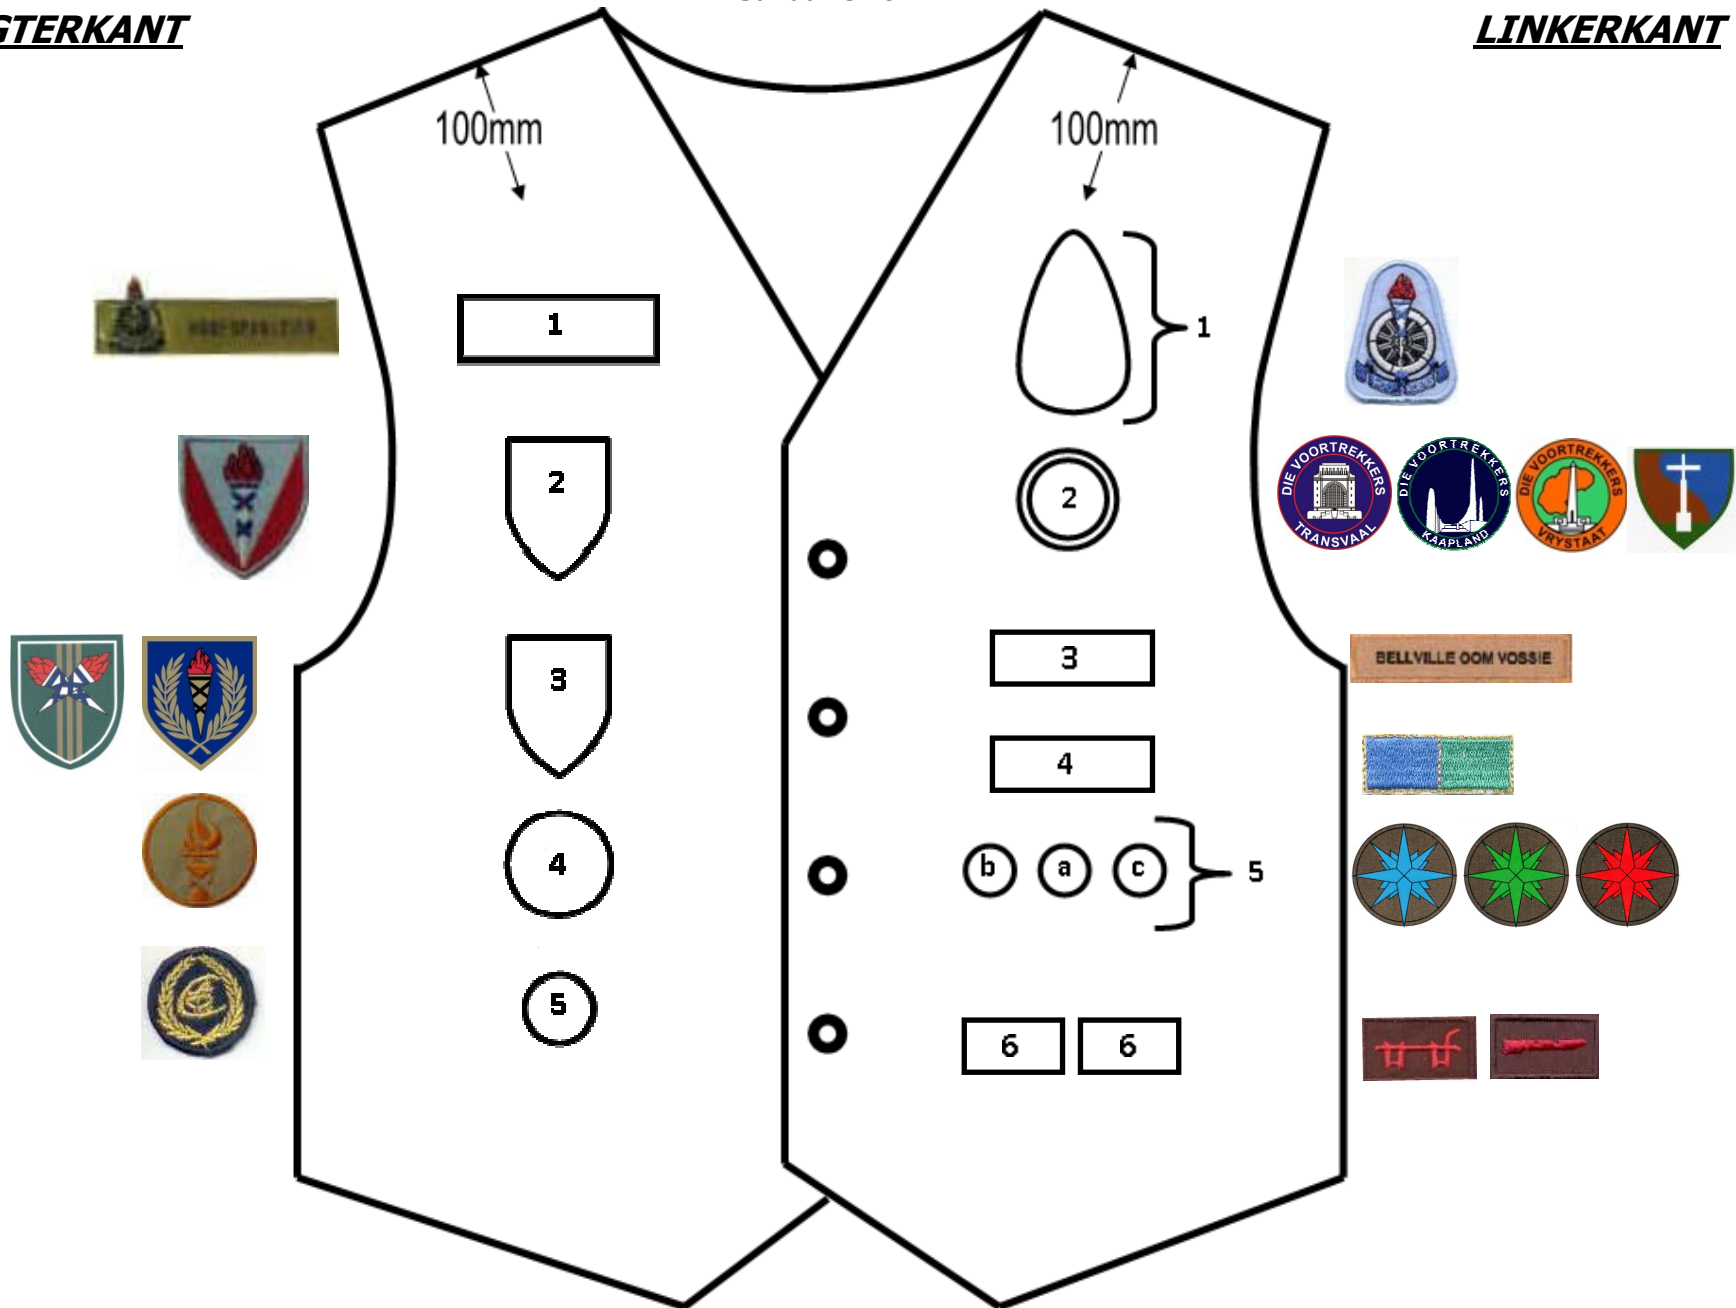 GTERKANT
LINKERKANT
100mm
100mm
1
1
2
2
DIE VOORTREKKERS
TRANSVAAL
DIE VOORTREKKERS
KAAPLAND
DIE VOORTREKKERS
VRYSTAAT
3
3
BELLVILLE OOM VOSSIE
4
4
b
a
c
5
5
6
6